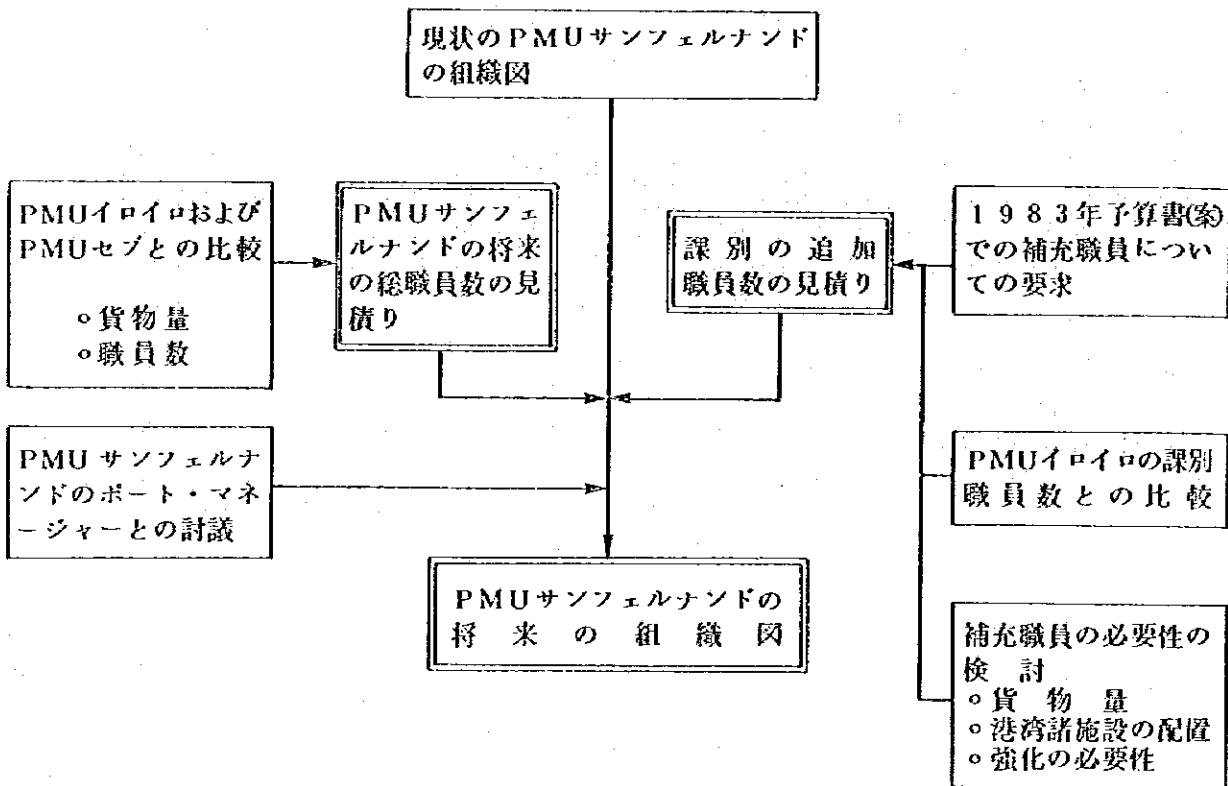 現状のPMUサンフェルナンド
の組織図
PMUイロイロおよび
PMUセブとの比較
○貨物量
○職員数
PMUサンフェ
ルナンドの将来
の総職員数の見
積り
課別の追加
職員数の見積り
1983年予算書(案)
での補充職員につい
ての要求
PMUサンフェルナ
ンドのポート・マネ
ージャーとの討議
PMUイロイロの課別
職員数との比較
PMUサンフェルナンドの
将来の組織図
補充職員の必要性の
検討
○貨物量
○港湾諸施設の配置
○強化の必要性